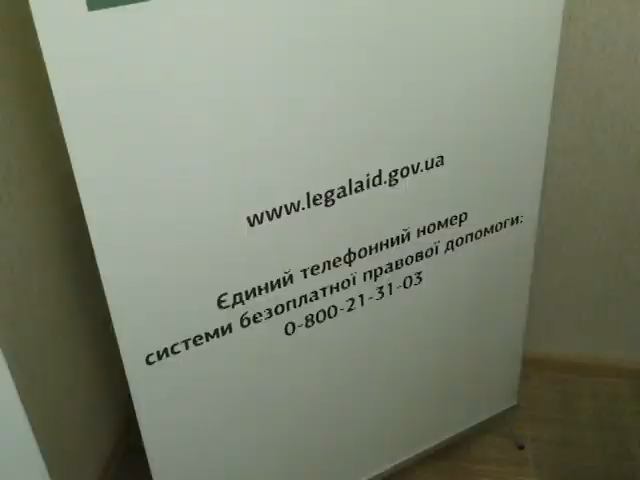 www.legalaid.gov.ua
Єдиний телефонний номер
системи безоплатної правової допомоги:
0-800-21-31-03